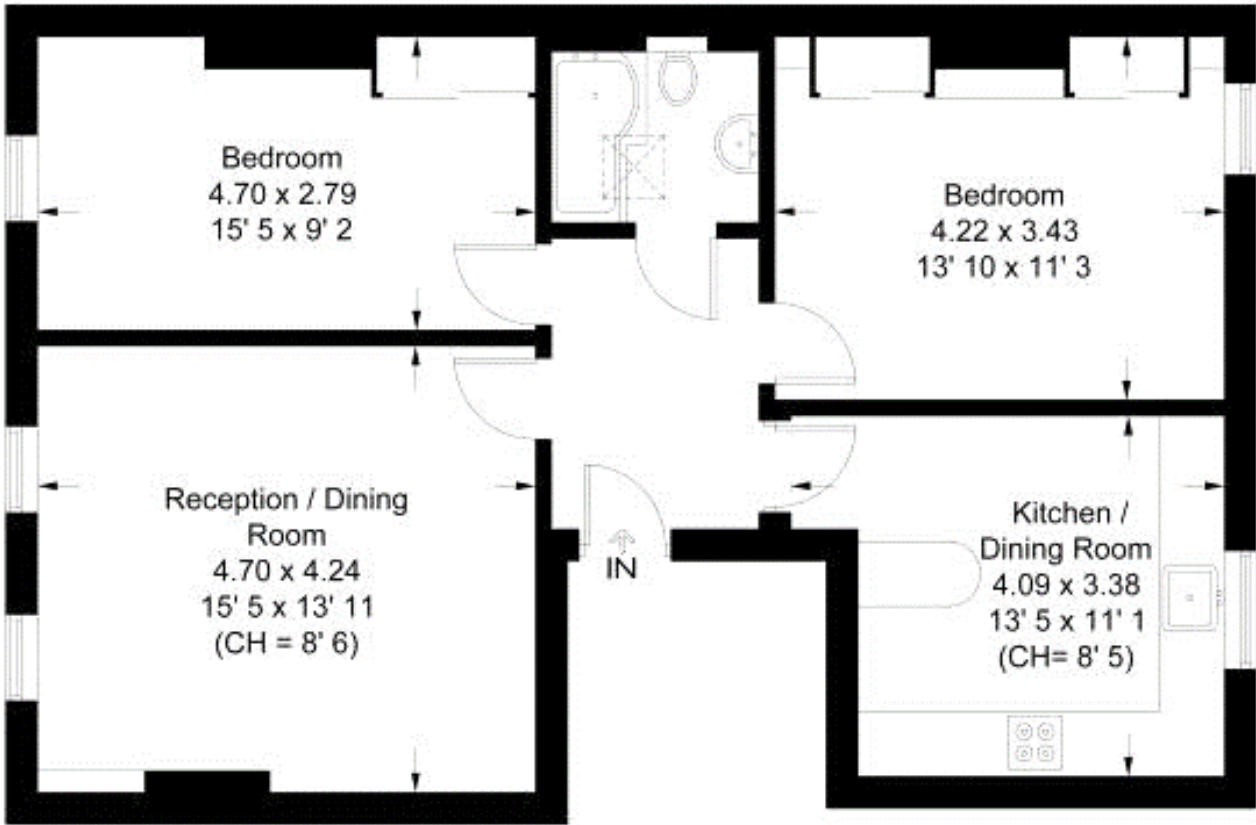 Bedroom
4.70 x 2.79
15' 5 x 9' 2
Bedroom
4.22 x 3.43
13' 10 x 11' 3
Reception / Dining
Room
4.70 x 4.24
15' 5 x 13' 11
(CH = 8' 6)
IN
Kitchen /
Dining Room
4.09 x 3.38
13' 5 x 11' 1
(CH= 8' 5)